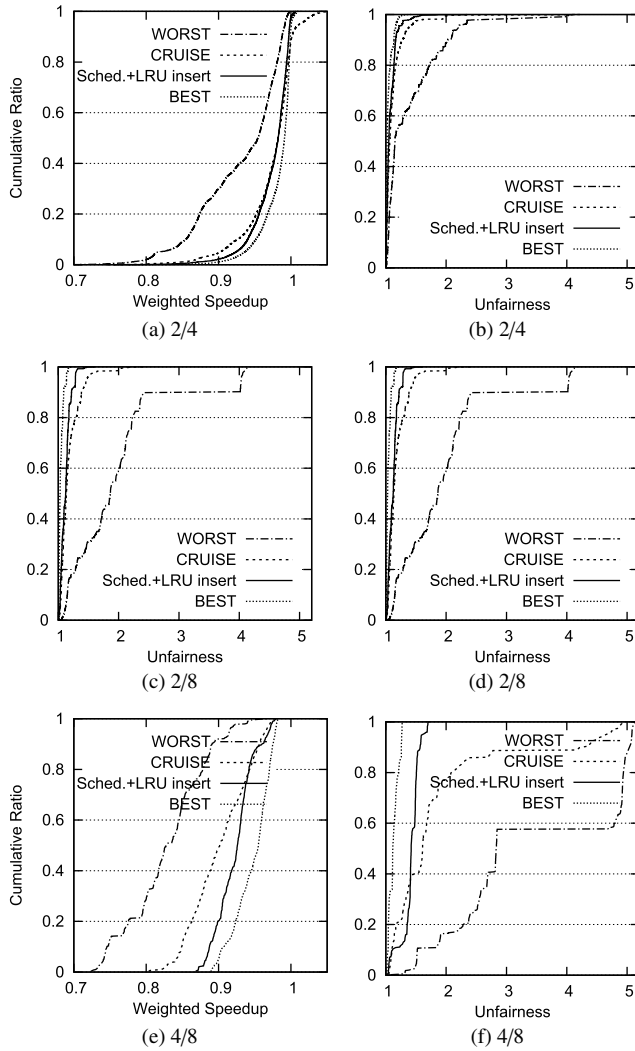 1
0.8
0.6
0.4
0.2
0
0.7
0.8
0.9
1
Cumulative Ratio
Weighted Speedup
WORST
CRUISE
Sched.+LRU insert
BEST
(a) 2/4
1
0.8
0.6
0.4
0.2
0
1
2
3
4
5
Unfairness
WORST
CRUISE
Sched.+LRU insert
BEST
(b) 2/4
1
0.8
0.6
0.4
0.2
0
1
2
3
4
5
Unfairness
WORST
CRUISE
Sched.+LRU insert
BEST
(c) 2/8
1
0.8
0.6
0.4
0.2
0
1
2
3
4
5
Unfairness
WORST
CRUISE
Sched.+LRU insert
BEST
(d) 2/8
1
0.8
0.6
0.4
0.2
0
0.7
0.8
0.9
1
Cumulative Ratio
Weighted Speedup
WORST
CRUISE
Sched.+LRU insert
BEST
(e) 4/8
1
0.8
0.6
0.4
0.2
0
1
2
3
4
5
Unfairness
WORST
CRUISE
Sched.+LRU insert
BEST
(f) 4/8